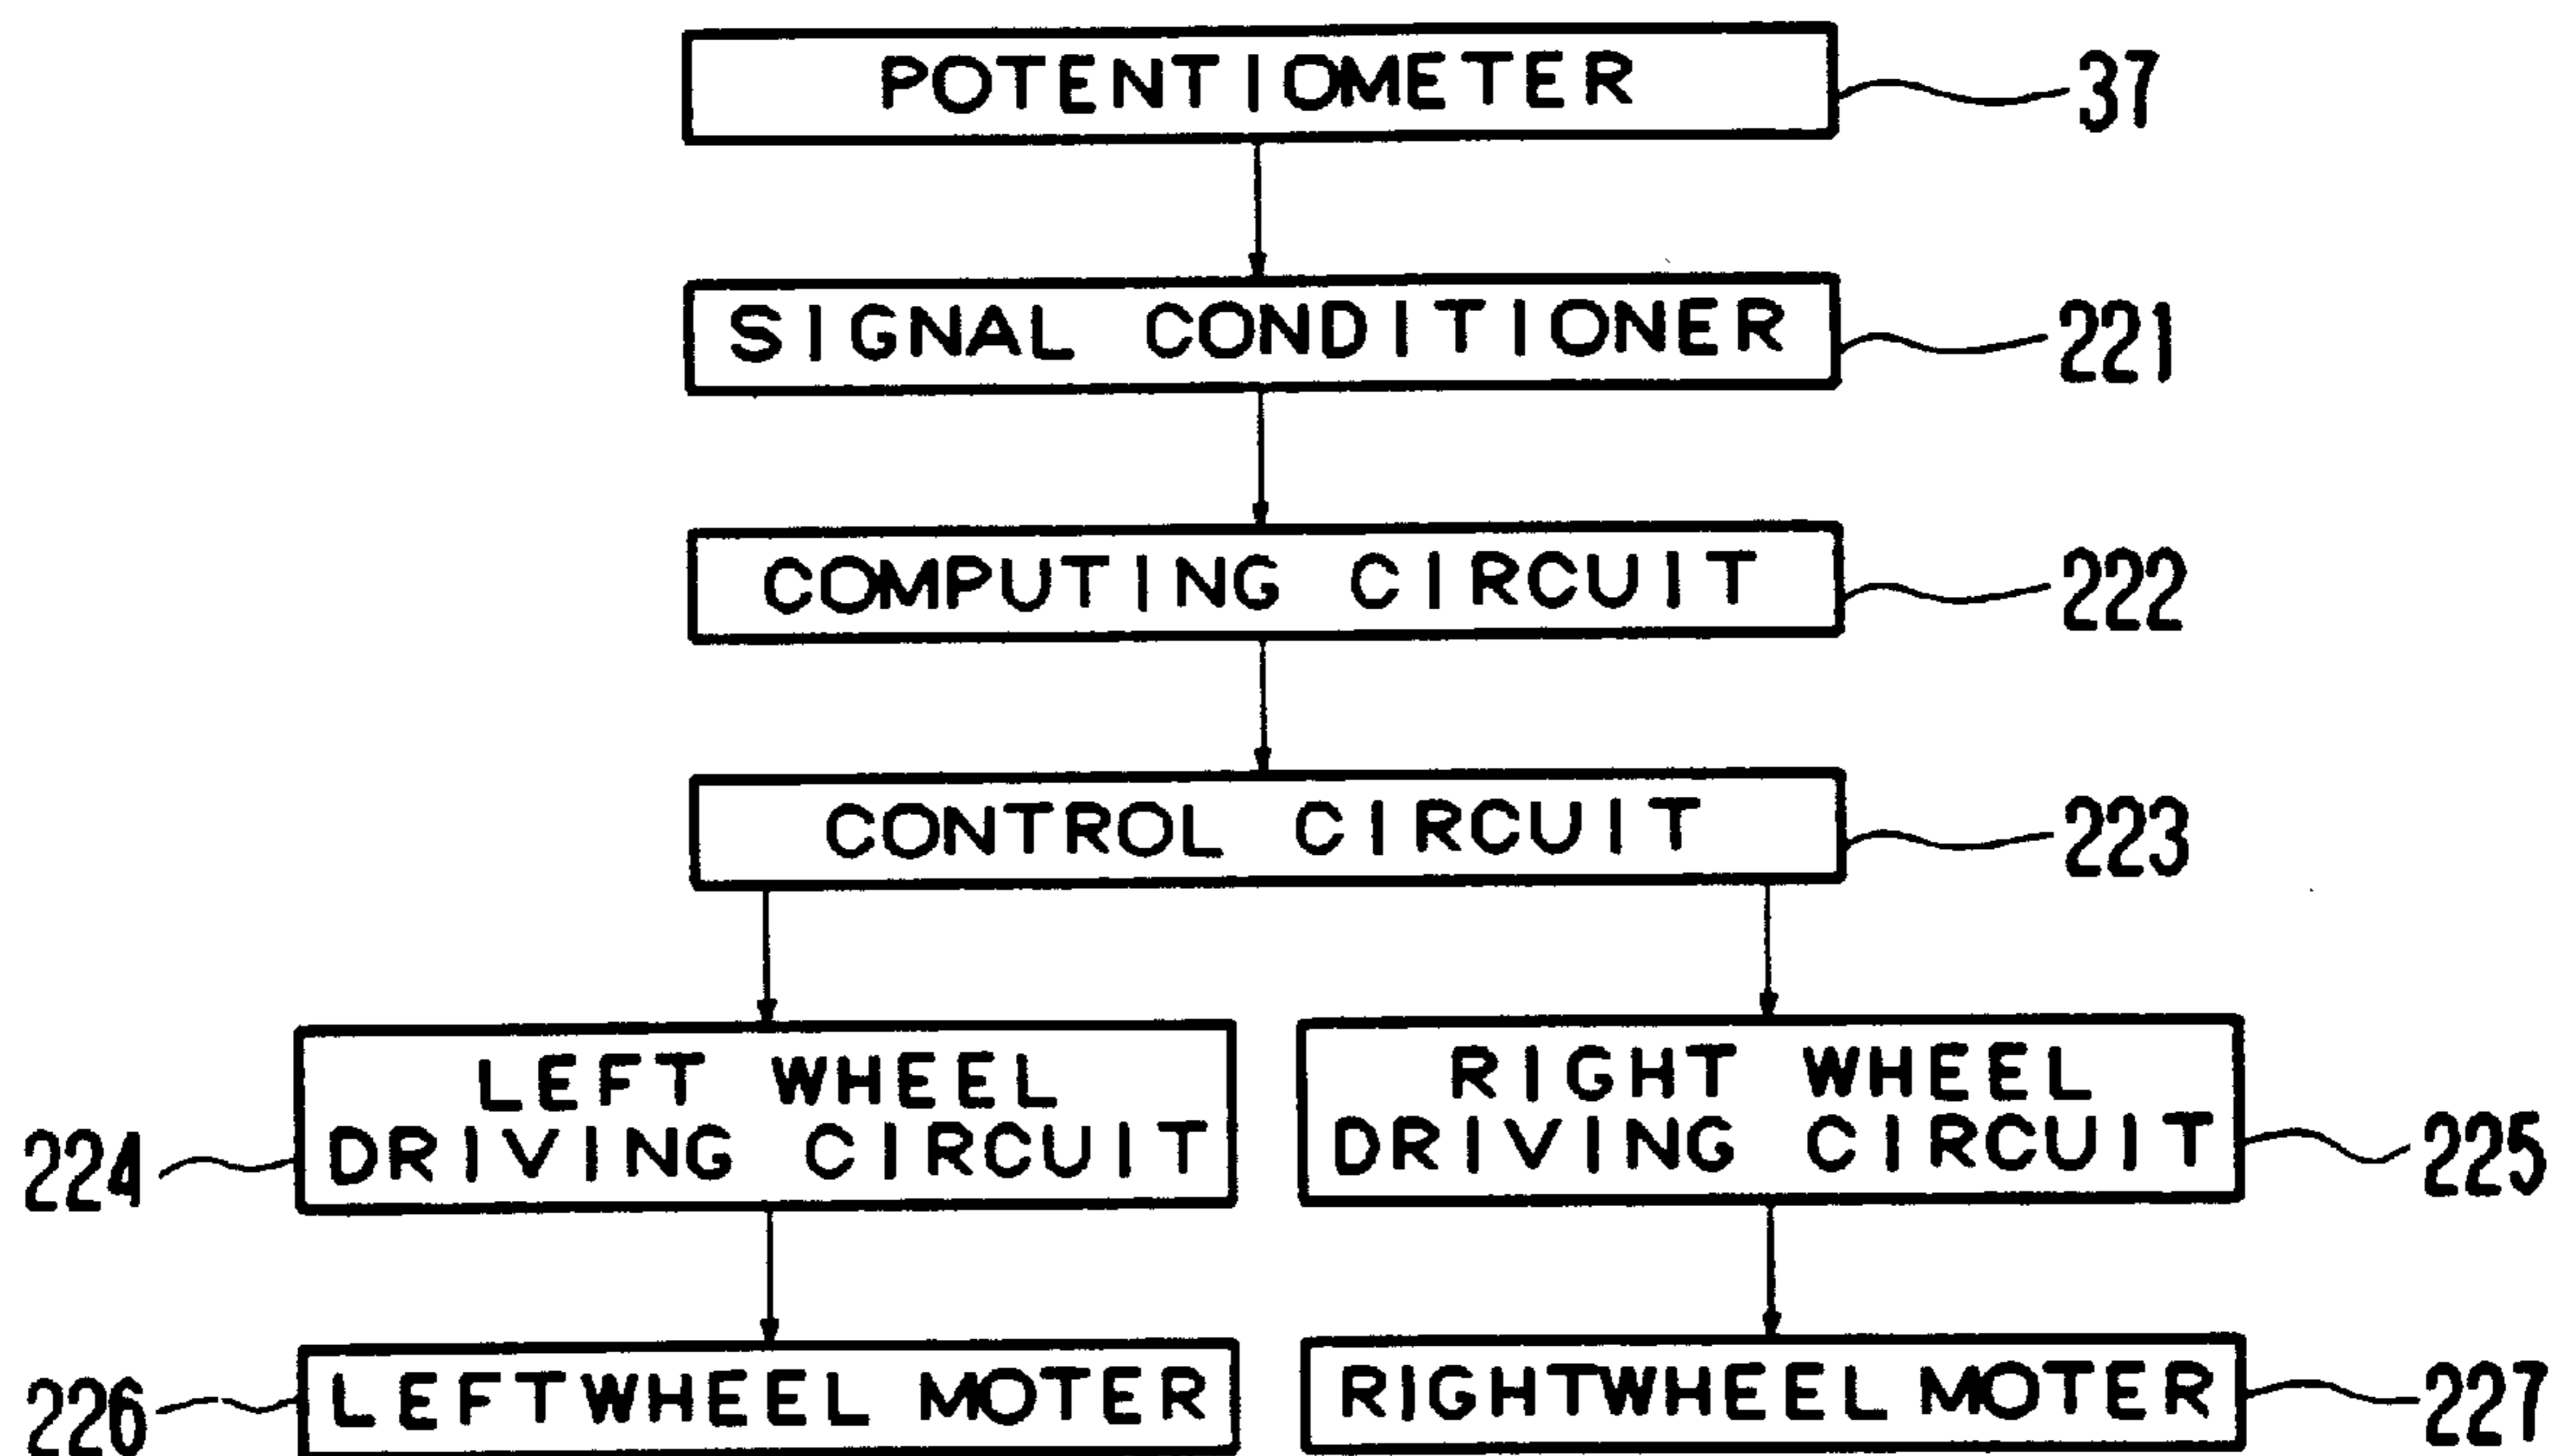 POTENTIOMETER
37
SIGNAL CONDITIONER
221
COMPUTING CIRCUIT
222
CONTROL CIRCUIT
223
LEFT WHEEL
DRIVING CIRCUIT
224
RIGHT WHEEL
DRIVING CIRCUIT
225
LEFTWHEEL MOTER
226
RIGHTWHEEL MOTER
227